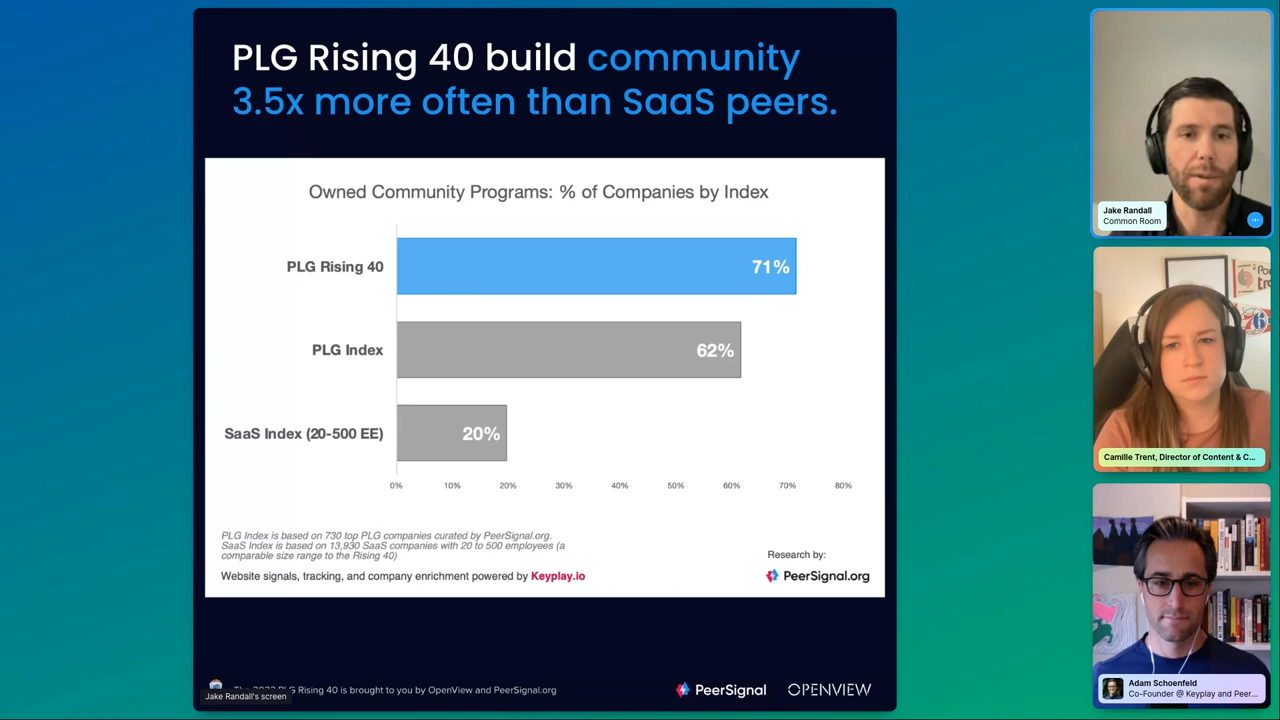 PLG Rising 40 build community
3.5x more often than SaaS peers.
Owned Community Programs: % of Companies by Index
PLG Rising 40
71%
PLG Index
62%
SaaS Index (20-500 EE)
20%
0% 10% 20% 30% 40% 50% 60% 70% 80%
PLG Index is based on 730 top PLG companies curated by PeerSignal.org.
SaaS Index is based on 13,930 SaaS companies with 20 to 500 employees (a
comparable size range to the Rising 40)
Website signals, tracking, and company enrichment powered by Keyplay.io
Research by:
PeerSignal.org
Rising 40 is brought to you by OpenView and PeerSignal.org
Jake Randall's screen
PeerSignal
OPENVIEW
Jake Randall
Common Room
76
Camille Trent, Director of Content & C...
Adam Schoenfeld
Co-Founder @ Keyplay and Peer...